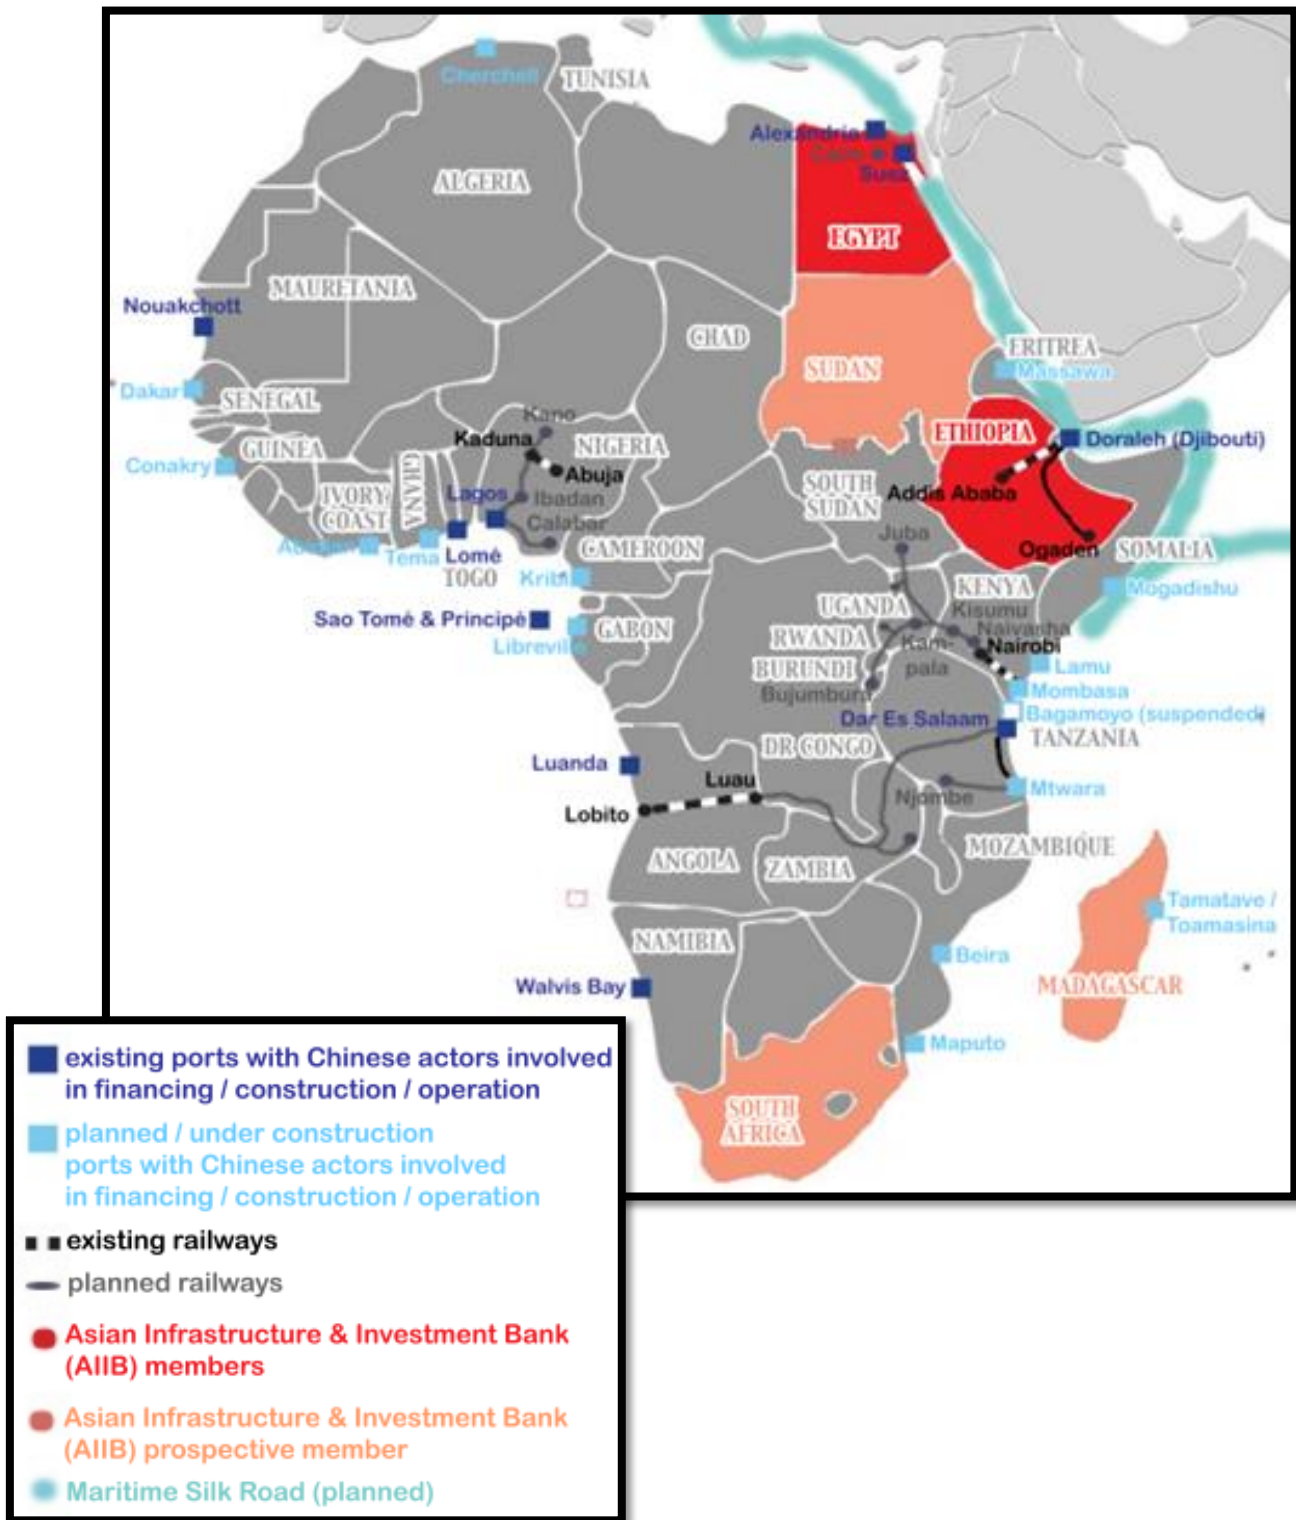 Cherchell
TUNISIA
Alexandria
Cairo
Suez
ALGERIA
EGYPT
MAURETANIA
Nouakchott
CHAD
ERITREA
Massawa
SUDAN
Dakar
SENEGAL
Kano
Kaduna
NIGERIA
ETHIOPIA
Doraleh (Djibouti)
GUINEA
Conakry
GHANA
Abuja
IVORY
COAST
Lagos
Ibadan
SOUTH
SUDAN
Addis Ababa
Calabar
Juba
Ogaden
SOMALIA
Abidjan
Tema
Lomé
TOGO
CAMEROON
Kribi
KENYA
Mogadishu
UGANDA
Kisumu
Sao Tomé & Principé
GABON
RWANDA
Naivanha
Libreville
Kam-
pala
Nairobi
BURUNDI
Lamu
Bujumbura
Mombasa
Dar Es Salaam
Bagamoyo (suspended)
TANZANIA
DR CONGO
Luanda
Luau
Njombe
Mtwara
Lobito
ANGOLA
ZAMBIA
MOZAMBIQUE
Tamatave /
Toamasina
NAMIBIA
Beira
Walvis Bay
MADAGASCAR
Maputo
SOUTH
AFRICA
existing ports with Chinese actors involved
in financing / construction / operation
planned / under construction
ports with Chinese actors involved
in financing / construction / operation
existing railways
planned railways
Asian Infrastructure & Investment Bank
(AIIB) members
Asian Infrastructure & Investment Bank
(AIIB) prospective member
Maritime Silk Road (planned)